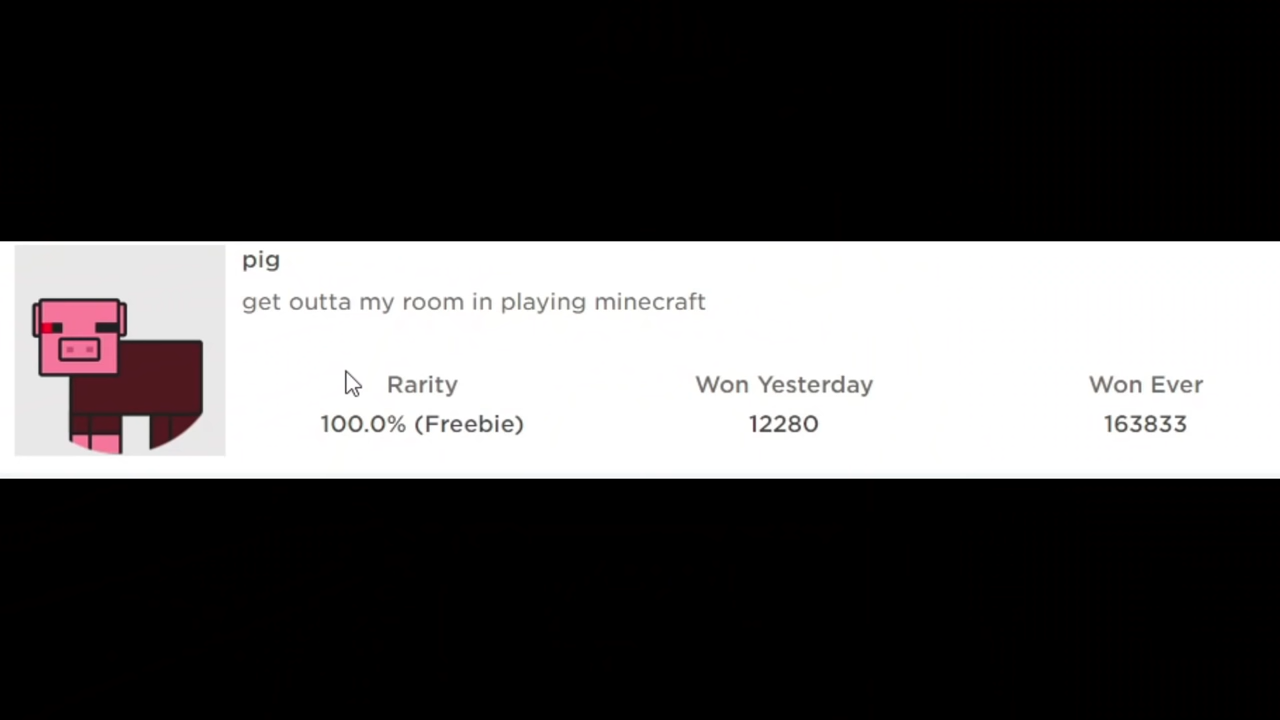 pig
get outta my room in playing minecraft
Rarity Won Yesterday Won Ever
100.0% (Freebie) 12280 163833